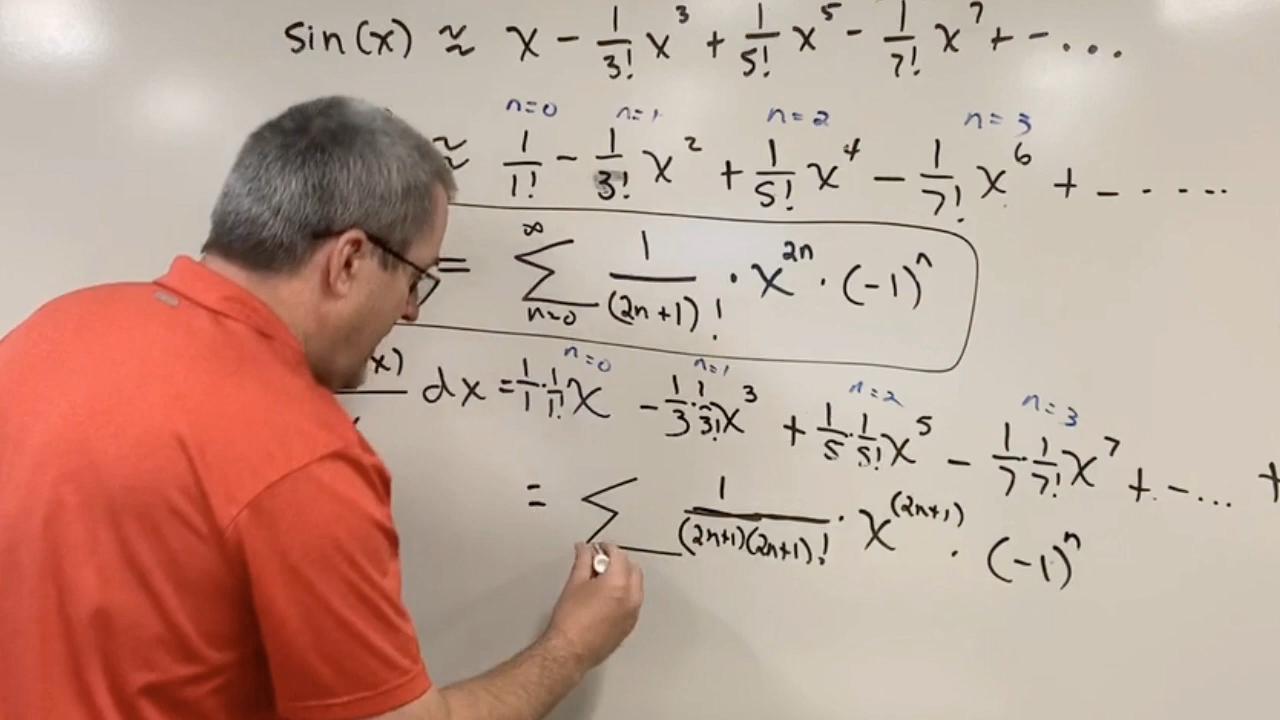 sin(x) ≈ x - 1/3! x³ + 1/5! x⁵ - 1/7! x⁷ + - ...
n=0 n=1 n=2 n=3
≈ 1/1! - 1/3! x² + 1/5! x⁴ - 1/7! x⁶ + - ......
= ∞ ∑ n=0 1/(2n+1)! · x^2n · (-1)^n
n=0 n=1 n=2 n=3
x) dx = 1/1 · 1/1! x - 1/3 · 1/3! x³ + 1/5 · 1/5! x⁵ - 1/7 · 1/7! x⁷ + - ... +
= ∑ 1/(2n+1)(2n+1)! · x^(2n+1) · (-1)^n